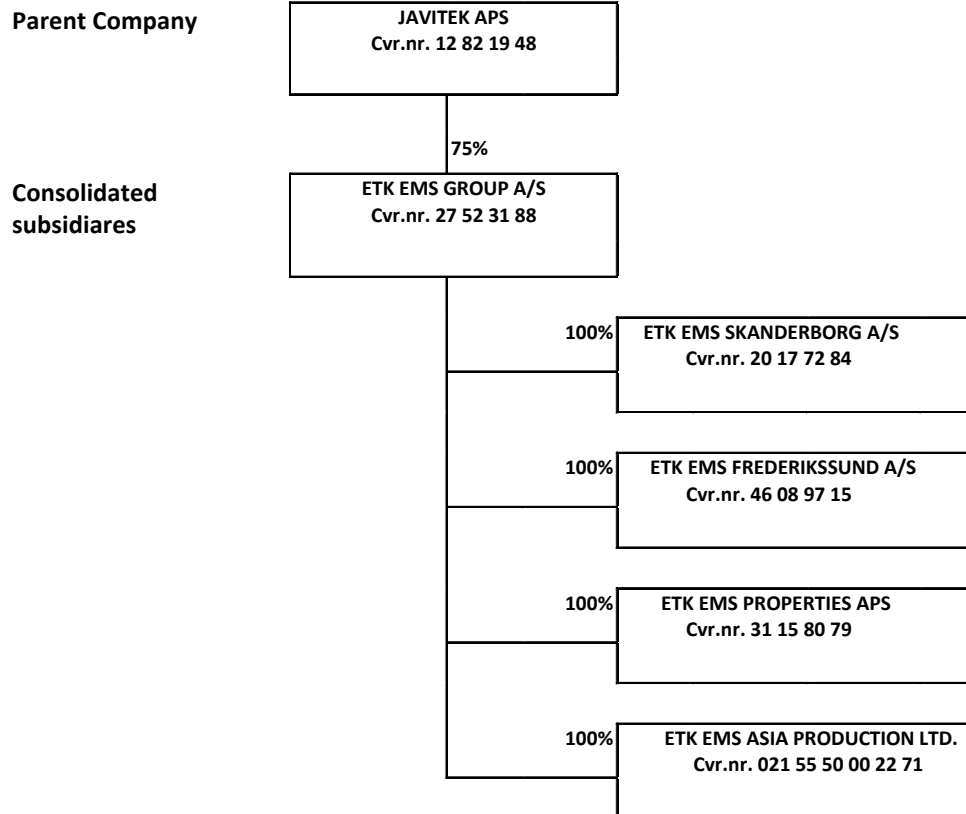 Parent Company
JAVITEK APS
Cvr.nr. 12 82 19 48
75%
Consolidated
subsidiares
ETK EMS GROUP A/S
Cvr.nr. 27 52 31 88
100%
ETK EMS SKANDERBORG A/S
Cvr.nr. 20 17 72 84
100%
ETK EMS FREDERIKSSUND A/S
Cvr.nr. 46 08 97 15
100%
ETK EMS PROPERTIES APS
Cvr.nr. 31 15 80 79
100%
ETK EMS ASIA PRODUCTION LTD.
Cvr.nr. 021 55 50 00 22 71